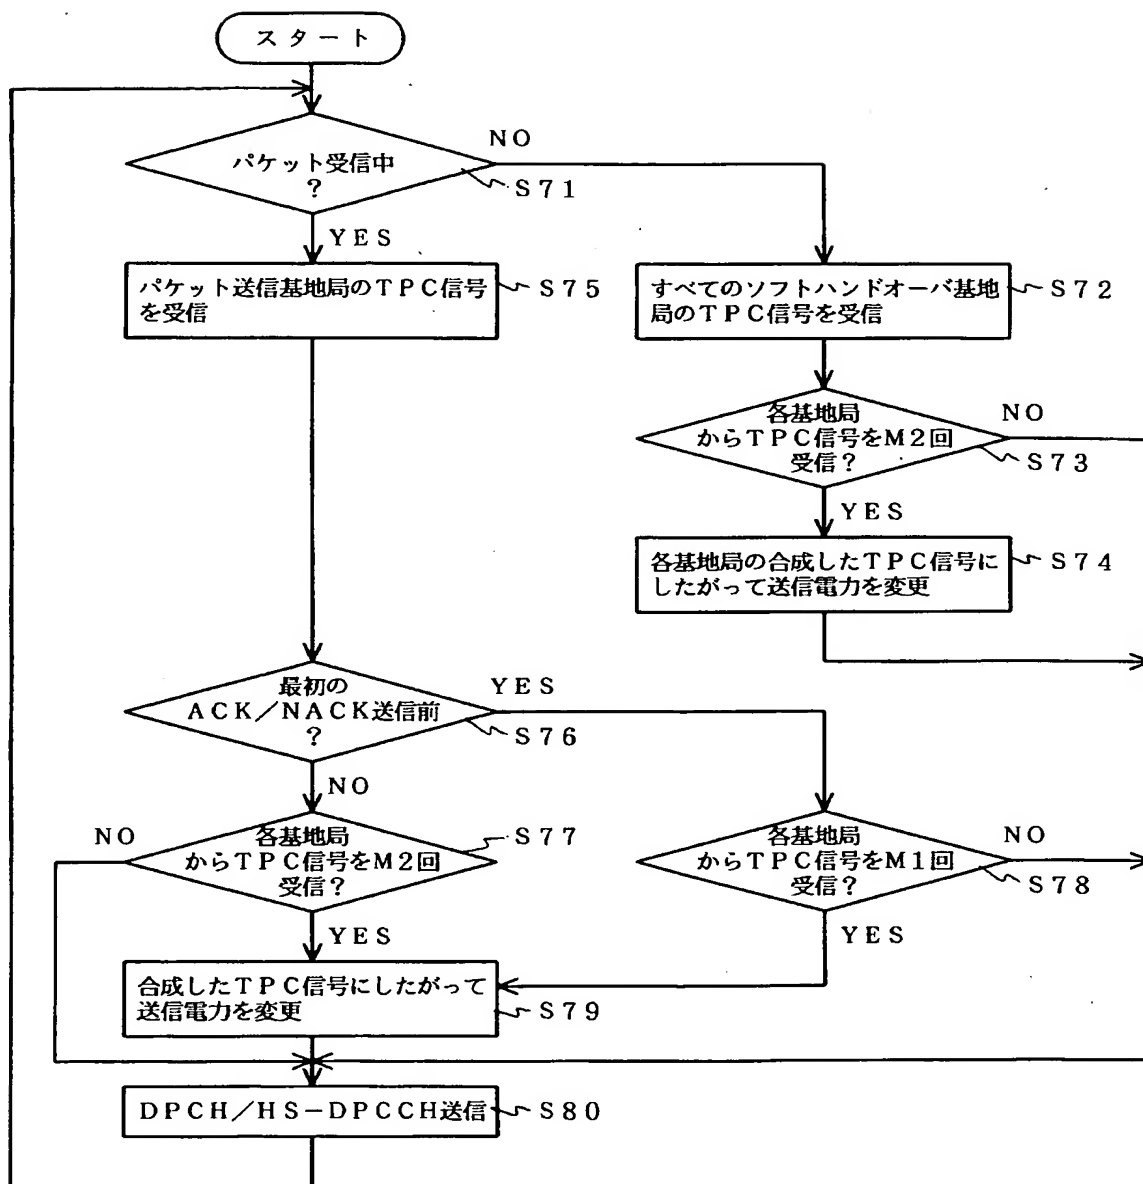 スタート
パケット受信中
?
NO
S71
YES
パケット送信基地局のTPC信号
を受信
S75
すべてのソフトハンドオーバ基地
局のTPC信号を受信
S72
各基地局
からTPC信号をM2回
受信?
NO
S73
YES
各基地局の合成したTPC信号に
したがって送信電力を変更
S74
最初の
ACK/NACK送信前
?
YES
S76
NO
各基地局
からTPC信号をM2回
受信?
NO
S77
YES
各基地局
からTPC信号をM1回
受信?
NO
S78
YES
合成したTPC信号にしたがって
送信電力を変更
S79
DPCH/HS-DPCCH送信
S80